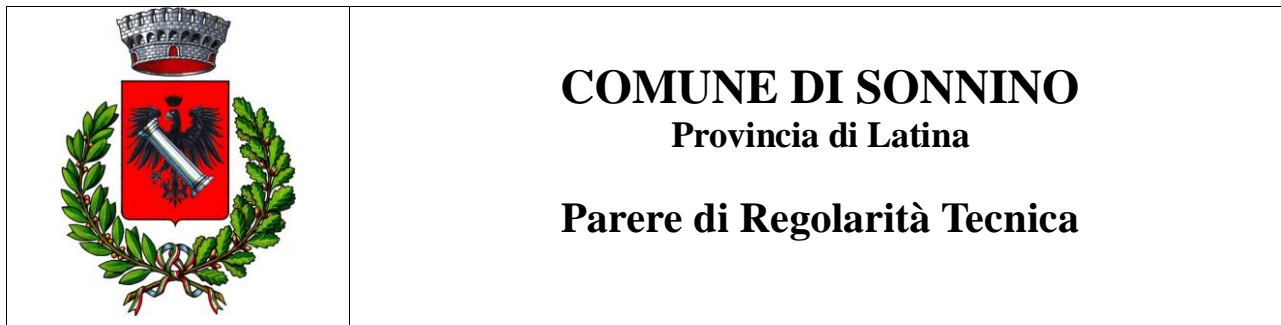 COMUNE DI SONNINO
Provincia di Latina
Parere di Regolarità Tecnica